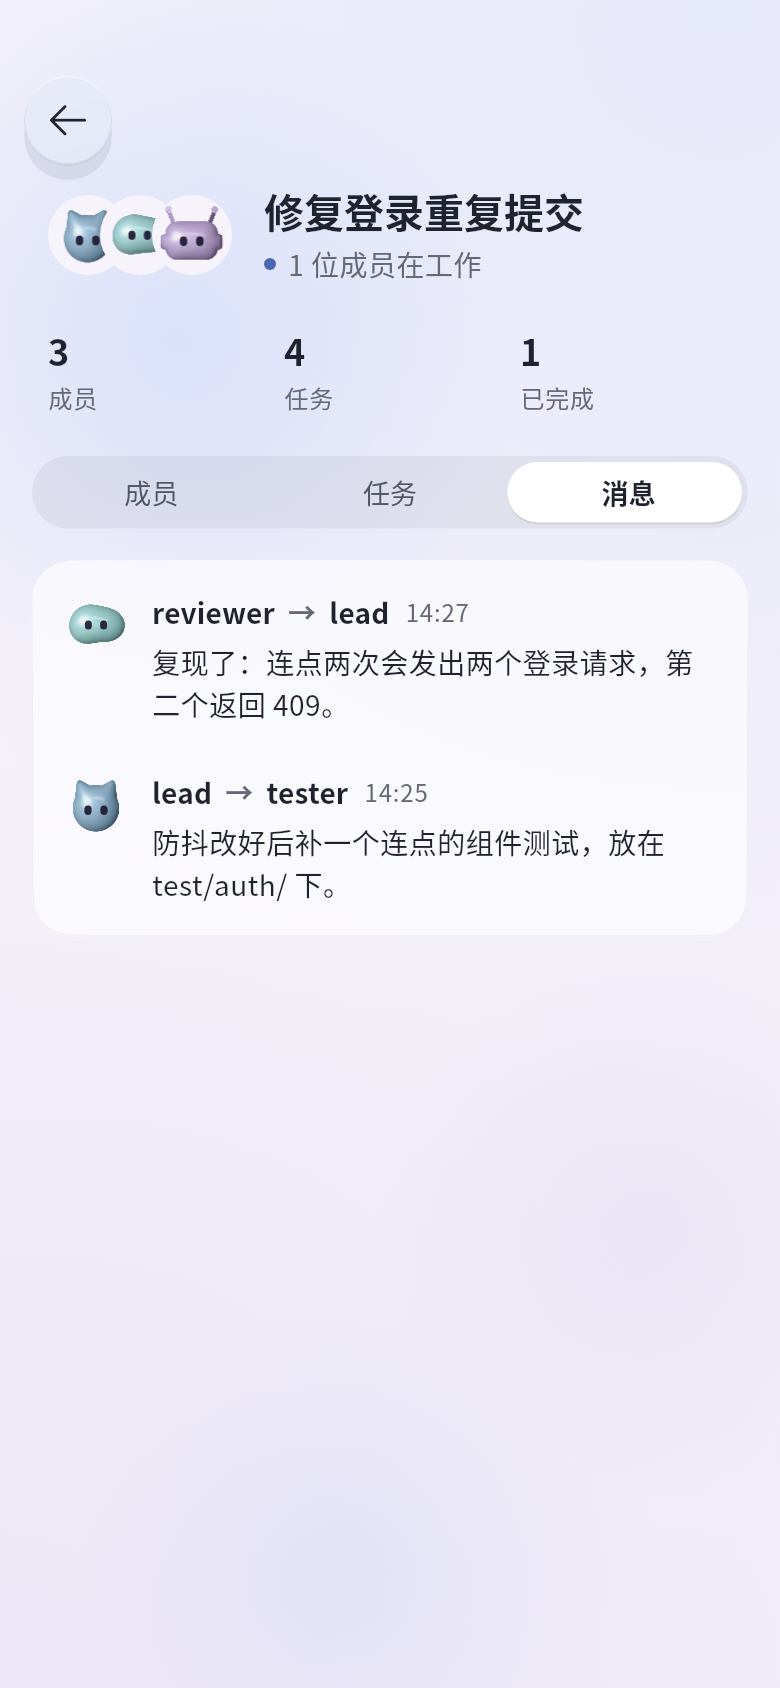 修复登录重复提交
1 位成员在工作
3
成员
4
任务
1
已完成
成员
任务
消息
reviewer → lead 14:27
复现了：连点两次会发出两个登录请求，第
二个返回 409。
lead → tester 14:25
防抖改好后补一个连点的组件测试，放在
test/auth/ 下。